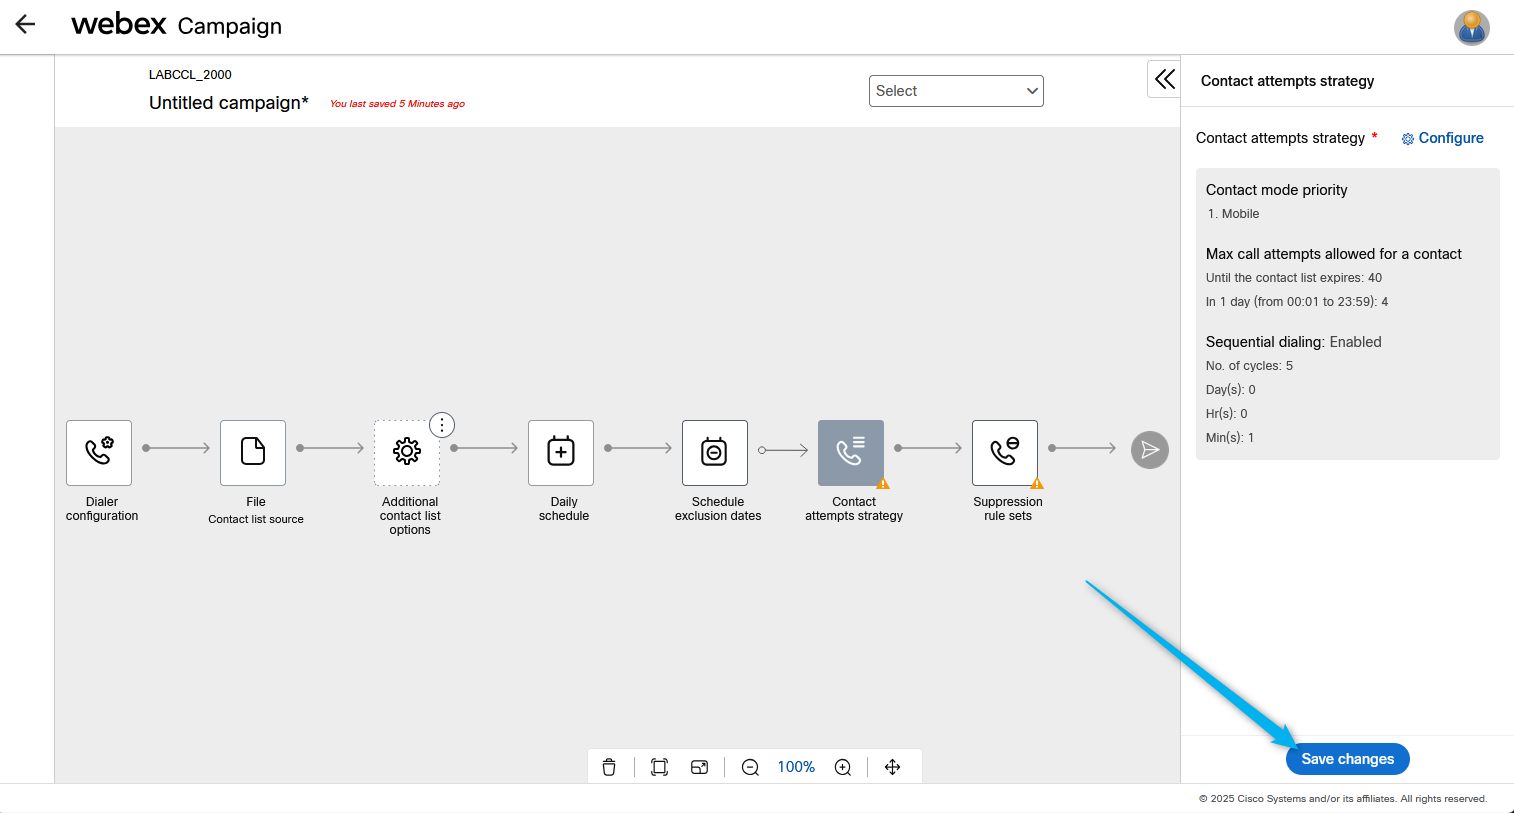 webex Campaign
LABCCL_2000
Untitled campaign*
You last saved 5 Minutes ago
Select
Contact attempts strategy
Contact attempts strategy *
Configure
Contact mode priority
1. Mobile
Max call attempts allowed for a contact
Until the contact list expires: 40
In 1 day (from 00:01 to 23:59): 4
Sequential dialing: Enabled
No. of cycles: 5
Day(s): 0
Hr(s): 0
Min(s): 1
Dialer
configuration
File
Contact list source
Additional
contact list
options
Daily
schedule
Schedule
exclusion dates
Contact
attempts strategy
Suppression
rule sets
100%
Save changes
© 2025 Cisco Systems and/or its affiliates. All rights reserved.